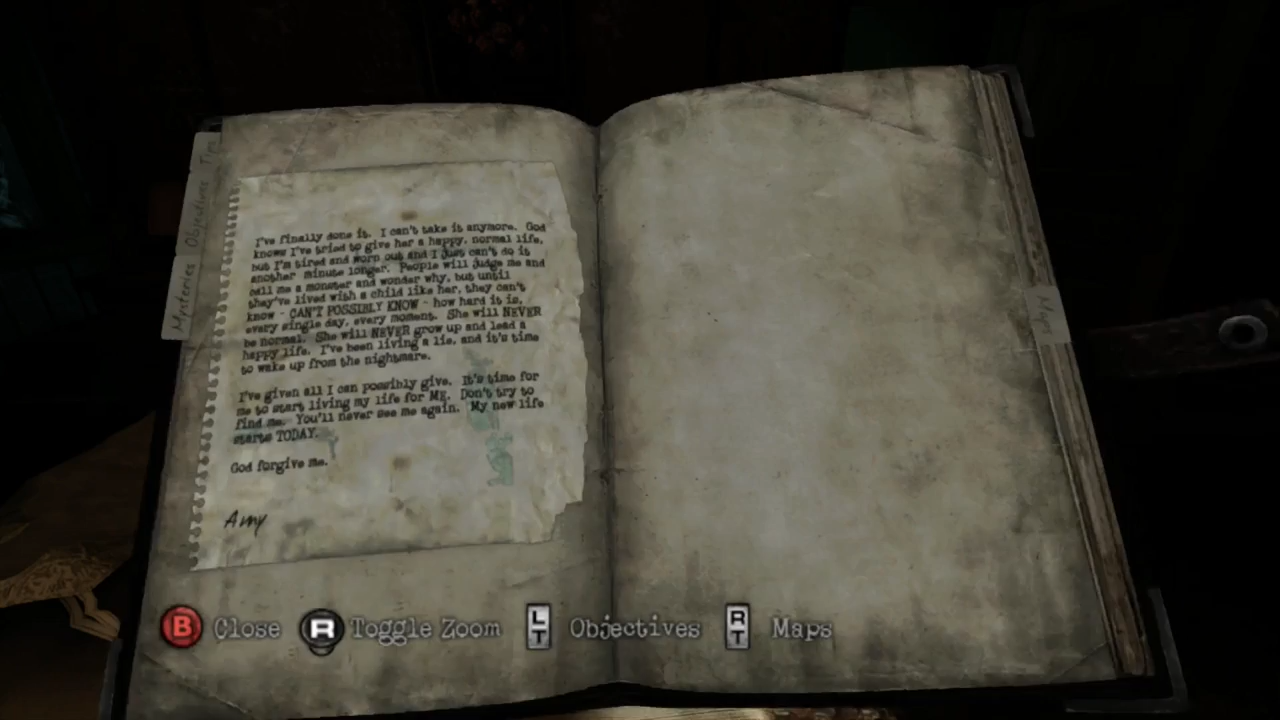 Tips
Objectives
Mysteries
I've finally done it. I can't take it anymore. God
knows I've tried to give her a happy, normal life,
but I'm tired and worn out and I just can't do it
another minute longer. People will judge me and
call me a monster and wonder why, but until
they've lived with a child like her, they can't
know - CAN'T POSSIBLY KNOW - how hard it is,
every single day, every moment. She will NEVER
be normal. She will NEVER grow up and lead a
happy life. I've been living a lie, and it's time
to wake up from the nightmare.
I've given all I can possibly give. It's time for
me to start living my life for ME. Don't try to
find me. You'll never see me again. My new life
starts TODAY.
God forgive me.
Amy
Maps
B Close R Toggle Zoom LT Objectives RT Maps